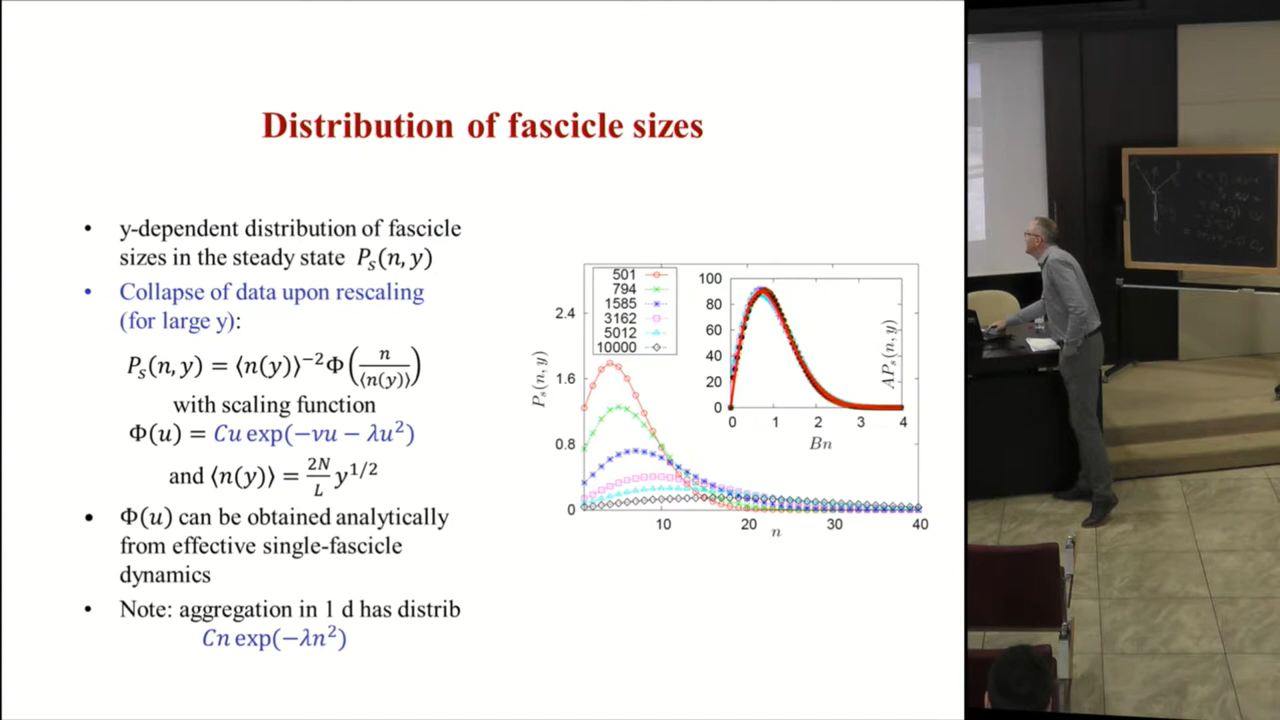 Distribution of fascicle sizes
• y-dependent distribution of fascicle
sizes in the steady state P_s(n, y)
• Collapse of data upon rescaling
(for large y):
P_s(n, y) = ⟨n(y)⟩^{-2}Φ(n/⟨n(y)⟩)
with scaling function
Φ(u) = Cu exp(−νu − λu²)
and ⟨n(y)⟩ = 2N/L y^{1/2}
• Φ(u) can be obtained analytically
from effective single-fascicle
dynamics
• Note: aggregation in 1 d has distrib
Cn exp(−λn²)
P_s(n, y)
2.4
1.6
0.8
0
10
20
30
40
n
501
794
1585
3162
5012
10000
100
80
60
40
20
0
0
1
2
3
4
Bn
AP_s(n, y)